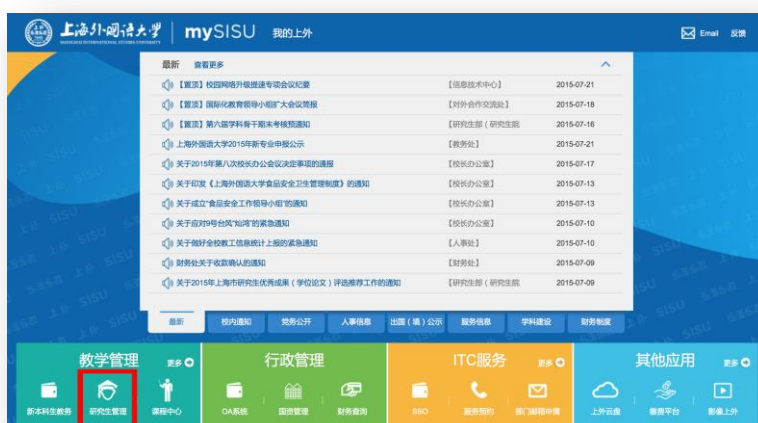 上海外国语大学
SHANGHAI INTERNATIONAL STUDIES UNIVERSITY
mySISU 我的上外
Email 反馈
最新 查看更多
【置顶】校园网络升级提速专项会议纪要 【信息技术中心】 2015-07-21
【置顶】国际化教育领导小组扩大会议简报 【对外合作交流处】 2015-07-18
【置顶】第六届学科骨干期末考核预通知 【研究生部（研究生院 2015-07-16
上海外国语大学2015年新专业申报公示 【教务处】 2015-07-21
关于2015年第八次校长办公会议决定事项的通报 【校长办公室】 2015-07-17
关于印发《上海外国语大学食品安全卫生管理制度》的通知 【校长办公室】 2015-07-13
关于成立"食品安全工作领导小组"的通知 【校长办公室】 2015-07-13
关于应对9号台风"灿鸿"的紧急通知 【校长办公室】 2015-07-10
关于做好全校教工信息统计上报的紧急通知 【人事处】 2015-07-10
财务处关于收款确认的通知 【财务处】 2015-07-09
关于2015年上海市研究生优秀成果（学位论文）评选推荐工作的通知 【研究生部（研究生院 2015-07-09
最新 校内通知 党务公开 人事信息 出国（境）公示 服务信息 学科建设 财务制度
教学管理 更多 行政管理 ITC服务 更多 其他应用 更多
新本科生教务 研究生管理 课程中心 OA系统 国资管理 财务查询 SSO 服务预约 部门邮箱申请 上外云盘 缴费平台 影像上外